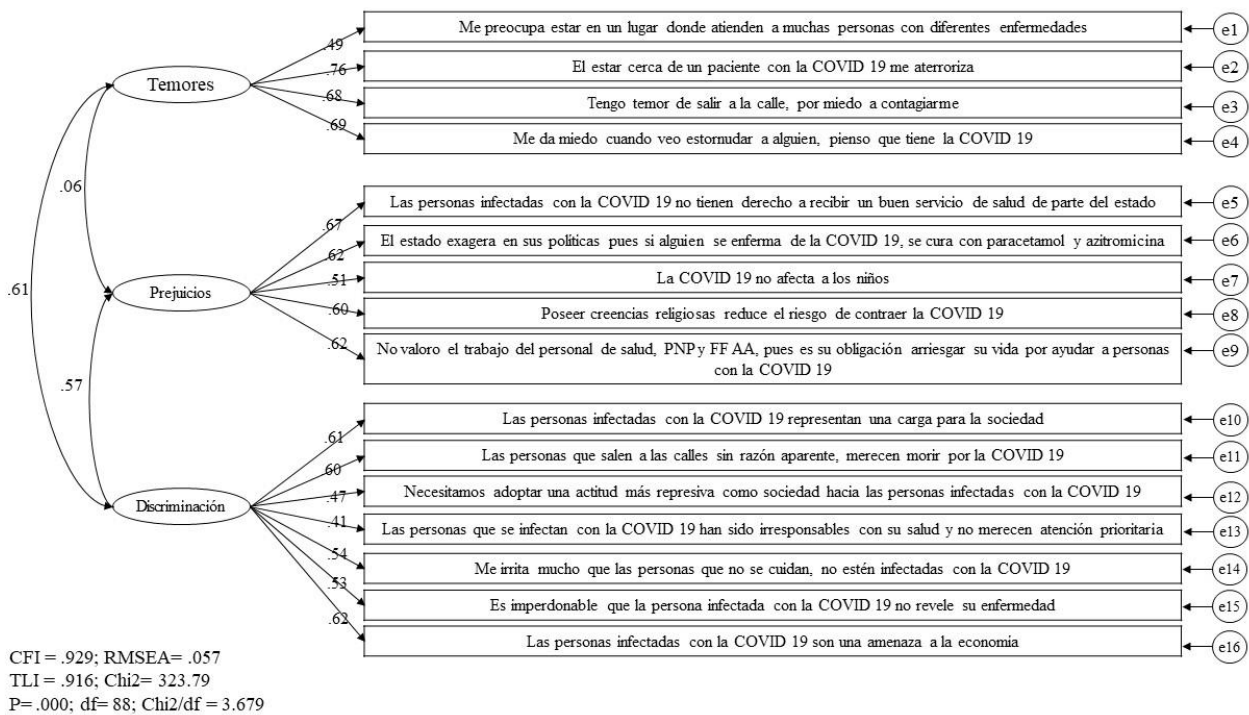 Me preocupa estar en un lugar donde atienden a muchas personas con diferentes enfermedades
e1
.49
El estar cerca de un paciente con la COVID 19 me aterroriza
e2
.76
Temores
Tengo temor de salir a la calle, por miedo a contagiarme
e3
.68
Me da miedo cuando veo estornudar a alguien, pienso que tiene la COVID 19
e4
.69
.06
Las personas infectadas con la COVID 19 no tienen derecho a recibir un buen servicio de salud de parte del estado
e5
.67
El estado exagera en sus politicas pues si alguien se enferma de la COVID 19, se cura con paracetamol y azitromicina
e6
.62
La COVID 19 no afecta a los niños
e7
.51
.61
Prejuicios
Poseer creencias religiosas reduce el riesgo de contraer la COVID 19
e8
.60
No valoro el trabajo del personal de salud, PNP y FF AA, pues es su obligación arriesgar su vida por ayudar a personas
con la COVID 19
e9
.62
.57
Las personas infectadas con la COVID 19 representan una carga para la sociedad
e10
.61
Las personas que salen a las calles sin razón aparente, merecen morir por la COVID 19
e11
.60
Necesitamos adoptar una actitud más represiva como sociedad hacia las personas infectadas con la COVID 19
e12
.47
Discriminación
Las personas que se infectan con la COVID 19 han sido irresponsables con su salud y no merecen atención prioritaria
e13
.41
Me irrita mucho que las personas que no se cuidan, no estén infectadas con la COVID 19
e14
.54
Es imperdonable que la persona infectada con la COVID 19 no revele su enfermedad
e15
.53
Las personas infectadas con la COVID 19 son una amenaza a la economia
e16
.62
CFI = .929; RMSEA= .057
TLI = .916; Chi2= 323.79
P= .000; df= 88; Chi2/df = 3.679